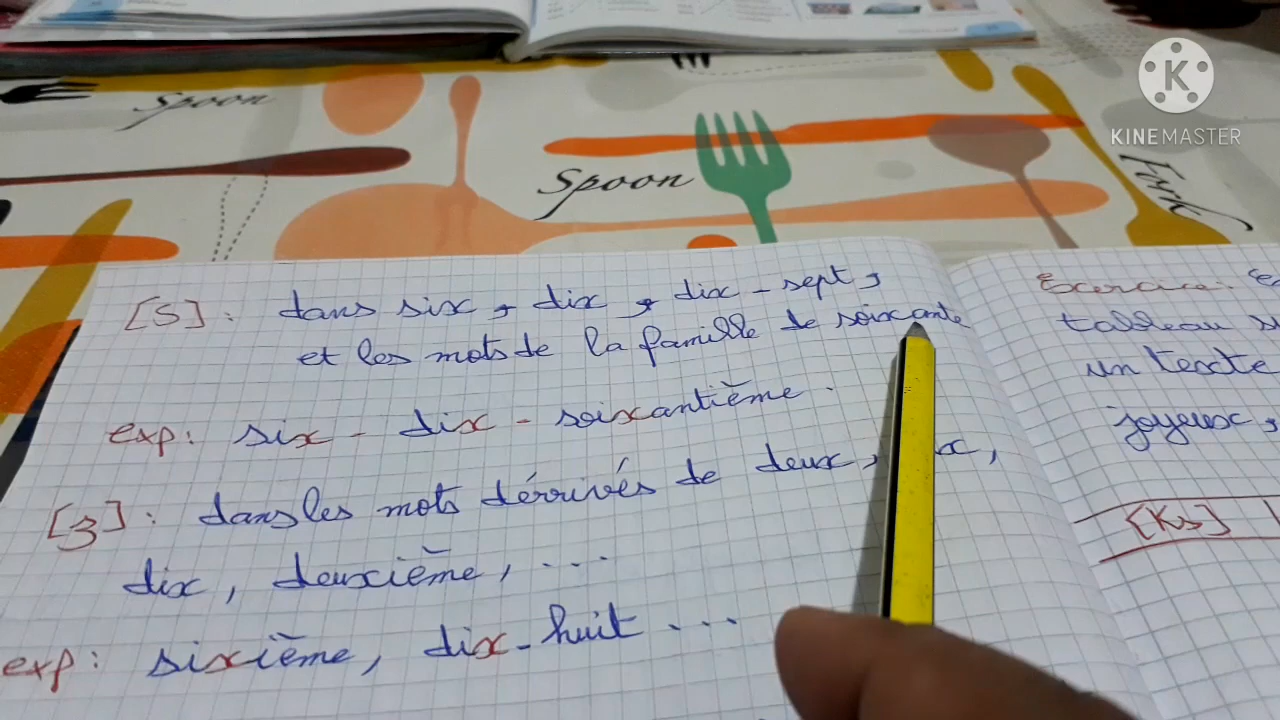 KINEMASTER
Spoon
Spoon
Fork
[S]: dans six, dix, dix-sept,
et les mots de la famille de soixante
exp: six - dix - soixantième.
[z]: dans les mots dérivés de deux, ix,
dix, deuxième, ...
exp: sixième, dix-huit ...
Exercice:
tableau
un texte
joyeux,
[Ks]